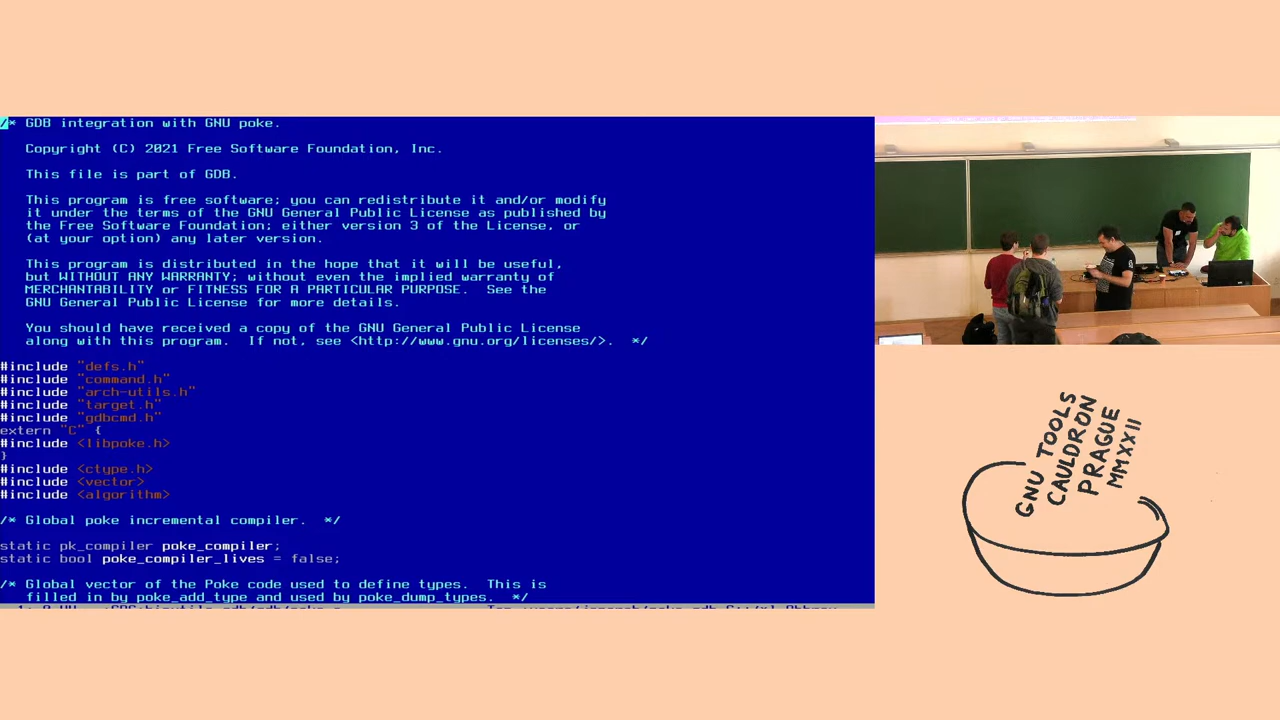 /* GDB integration with GNU poke.
Copyright (C) 2021 Free Software Foundation, Inc.
This file is part of GDB.
This program is free software; you can redistribute it and/or modify
it under the terms of the GNU General Public License as published by
the Free Software Foundation; either version 3 of the License, or
(at your option) any later version.
This program is distributed in the hope that it will be useful,
but WITHOUT ANY WARRANTY; without even the implied warranty of
MERCHANTABILITY or FITNESS FOR A PARTICULAR PURPOSE.  See the
GNU General Public License for more details.
You should have received a copy of the GNU General Public License
along with this program.  If not, see <http://www.gnu.org/licenses/>.  */
#include "defs.h"
#include "command.h"
#include "arch-utils.h"
#include "target.h"
#include "gdbcmd.h"
extern "C" {
#include <libpoke.h>
}
#include <ctype.h>
#include <vector>
#include <algorithm>
/* Global poke incremental compiler.  */
static pk_compiler poke_compiler;
static bool poke_compiler_lives = false;
/* Global vector of the Poke code used to define types.  This is
filled in by poke_add_type and used by poke_dump_types.  */
GNU TOOLS
CAULDRON
PRAGUE
MMXXII